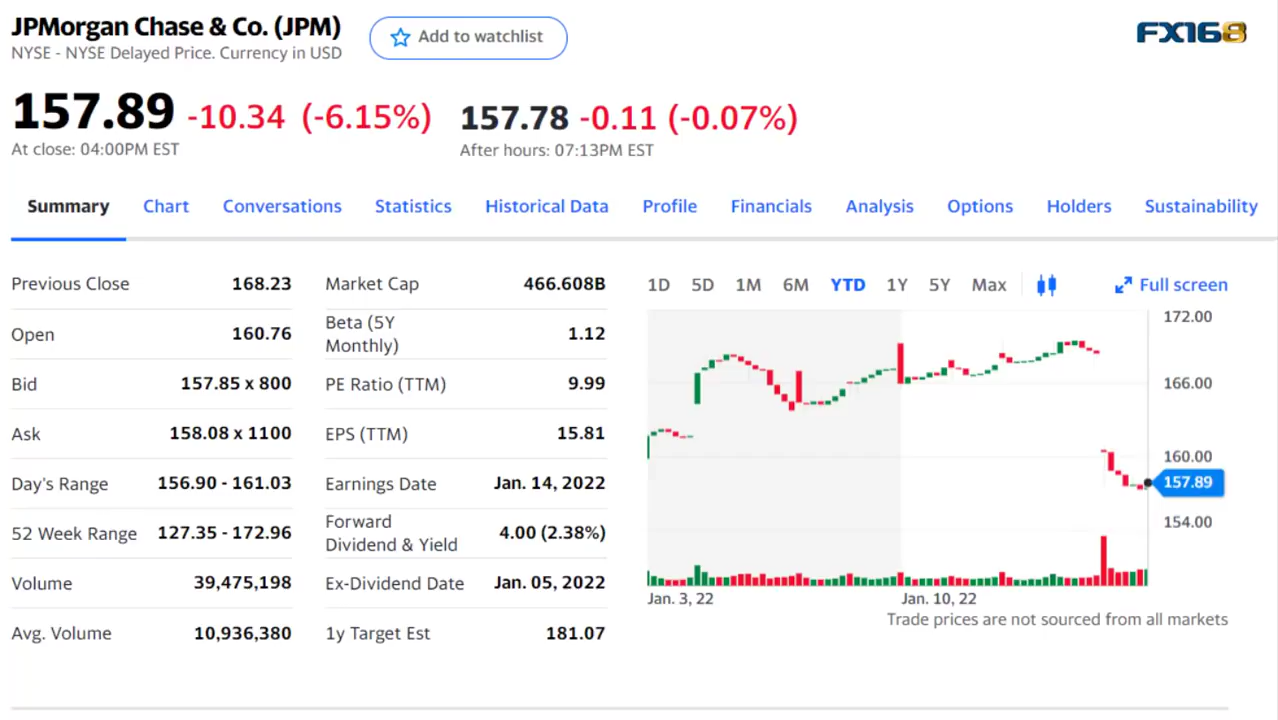 JPMorgan Chase & Co. (JPM)
NYSE - NYSE Delayed Price. Currency in USD
Add to watchlist
FX168
157.89 -10.34 (-6.15%)
At close: 04:00PM EST
157.78 -0.11 (-0.07%)
After hours: 07:13PM EST
Summary Chart Conversations Statistics Historical Data Profile Financials Analysis Options Holders Sustainability
Previous Close 168.23
Open 160.76
Bid 157.85 x 800
Ask 158.08 x 1100
Day's Range 156.90 - 161.03
52 Week Range 127.35 - 172.96
Volume 39,475,198
Avg. Volume 10,936,380
Market Cap 466.608B
Beta (5Y
Monthly) 1.12
PE Ratio (TTM) 9.99
EPS (TTM) 15.81
Earnings Date Jan. 14, 2022
Forward
Dividend & Yield 4.00 (2.38%)
Ex-Dividend Date Jan. 05, 2022
1y Target Est 181.07
1D 5D 1M 6M YTD 1Y 5Y Max
Full screen
172.00
166.00
160.00
157.89
154.00
Jan. 3, 22 Jan. 10, 22
Trade prices are not sourced from all markets